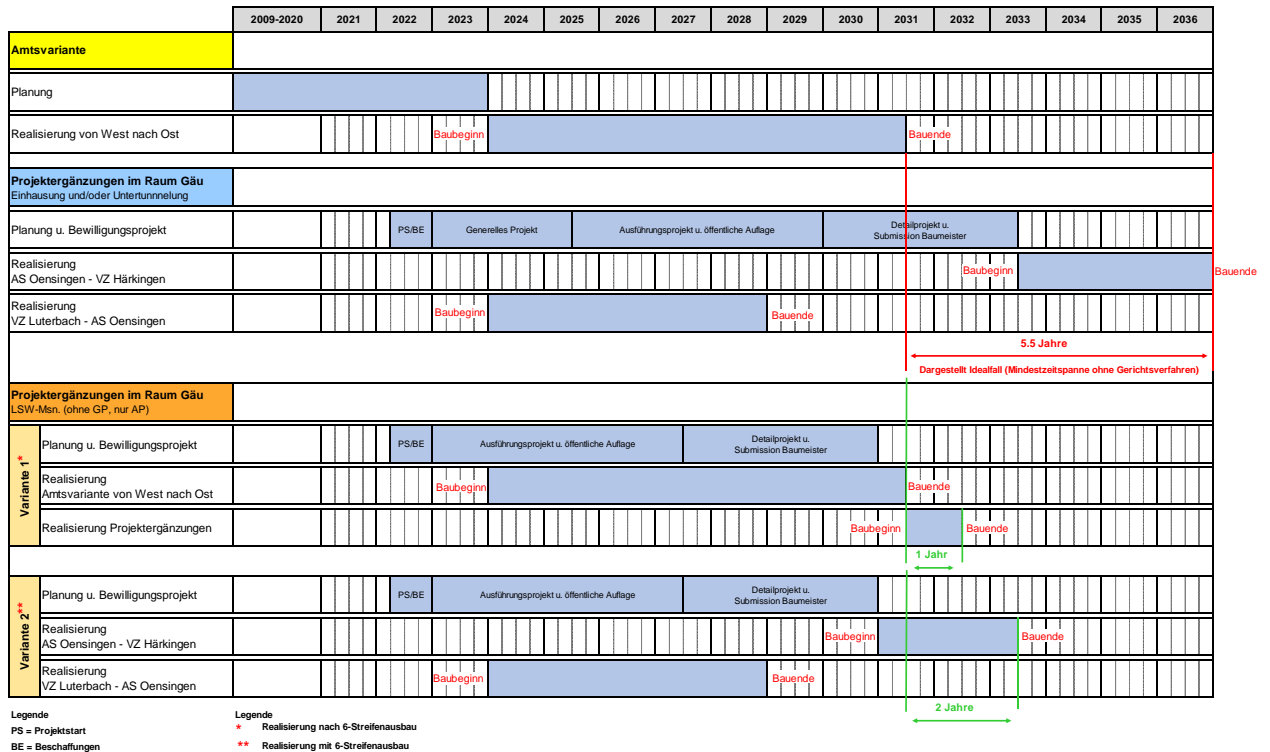 2009-2020 2021 2022 2023 2024 2025 2026 2027 2028 2029 2030 2031 2032 2033 2034 2035 2036
Amtsvariante
Planung
Realisierung von West nach Ost Baubeginn Bauende
Projektergänzungen im Raum Gäu
Einhausung und/oder Untertunnnelung
Planung u. Bewilligungsprojekt PS/BE Generelles Projekt Ausführungsprojekt u. öffentliche Auflage Detailprojekt u.
Submission Baumeister
Realisierung
AS Oensingen - VZ Härkingen Baubeginn Bauende
Realisierung
VZ Luterbach - AS Oensingen Baubeginn Bauende
5.5 Jahre
Dargestellt Idealfall (Mindestzeitspanne ohne Gerichtsverfahren)
Projektergänzungen im Raum Gäu
LSW-Msn. (ohne GP, nur AP)
Variante 1*
Planung u. Bewilligungsprojekt PS/BE Ausführungsprojekt u. öffentliche Auflage Detailprojekt u.
Submission Baumeister
Realisierung
Amtsvariante von West nach Ost Baubeginn Bauende
Realisierung Projektergänzungen Baubeginn Bauende
1 Jahr
Variante 2**
Planung u. Bewilligungsprojekt PS/BE Ausführungsprojekt u. öffentliche Auflage Detailprojekt u.
Submission Baumeister
Realisierung
AS Oensingen - VZ Härkingen Baubeginn Bauende
Realisierung
VZ Luterbach - AS Oensingen Baubeginn Bauende
2 Jahre
Legende
PS = Projektstart
BE = Beschaffungen
Legende
* Realisierung nach 6-Streifenausbau
** Realisierung mit 6-Streifenausbau